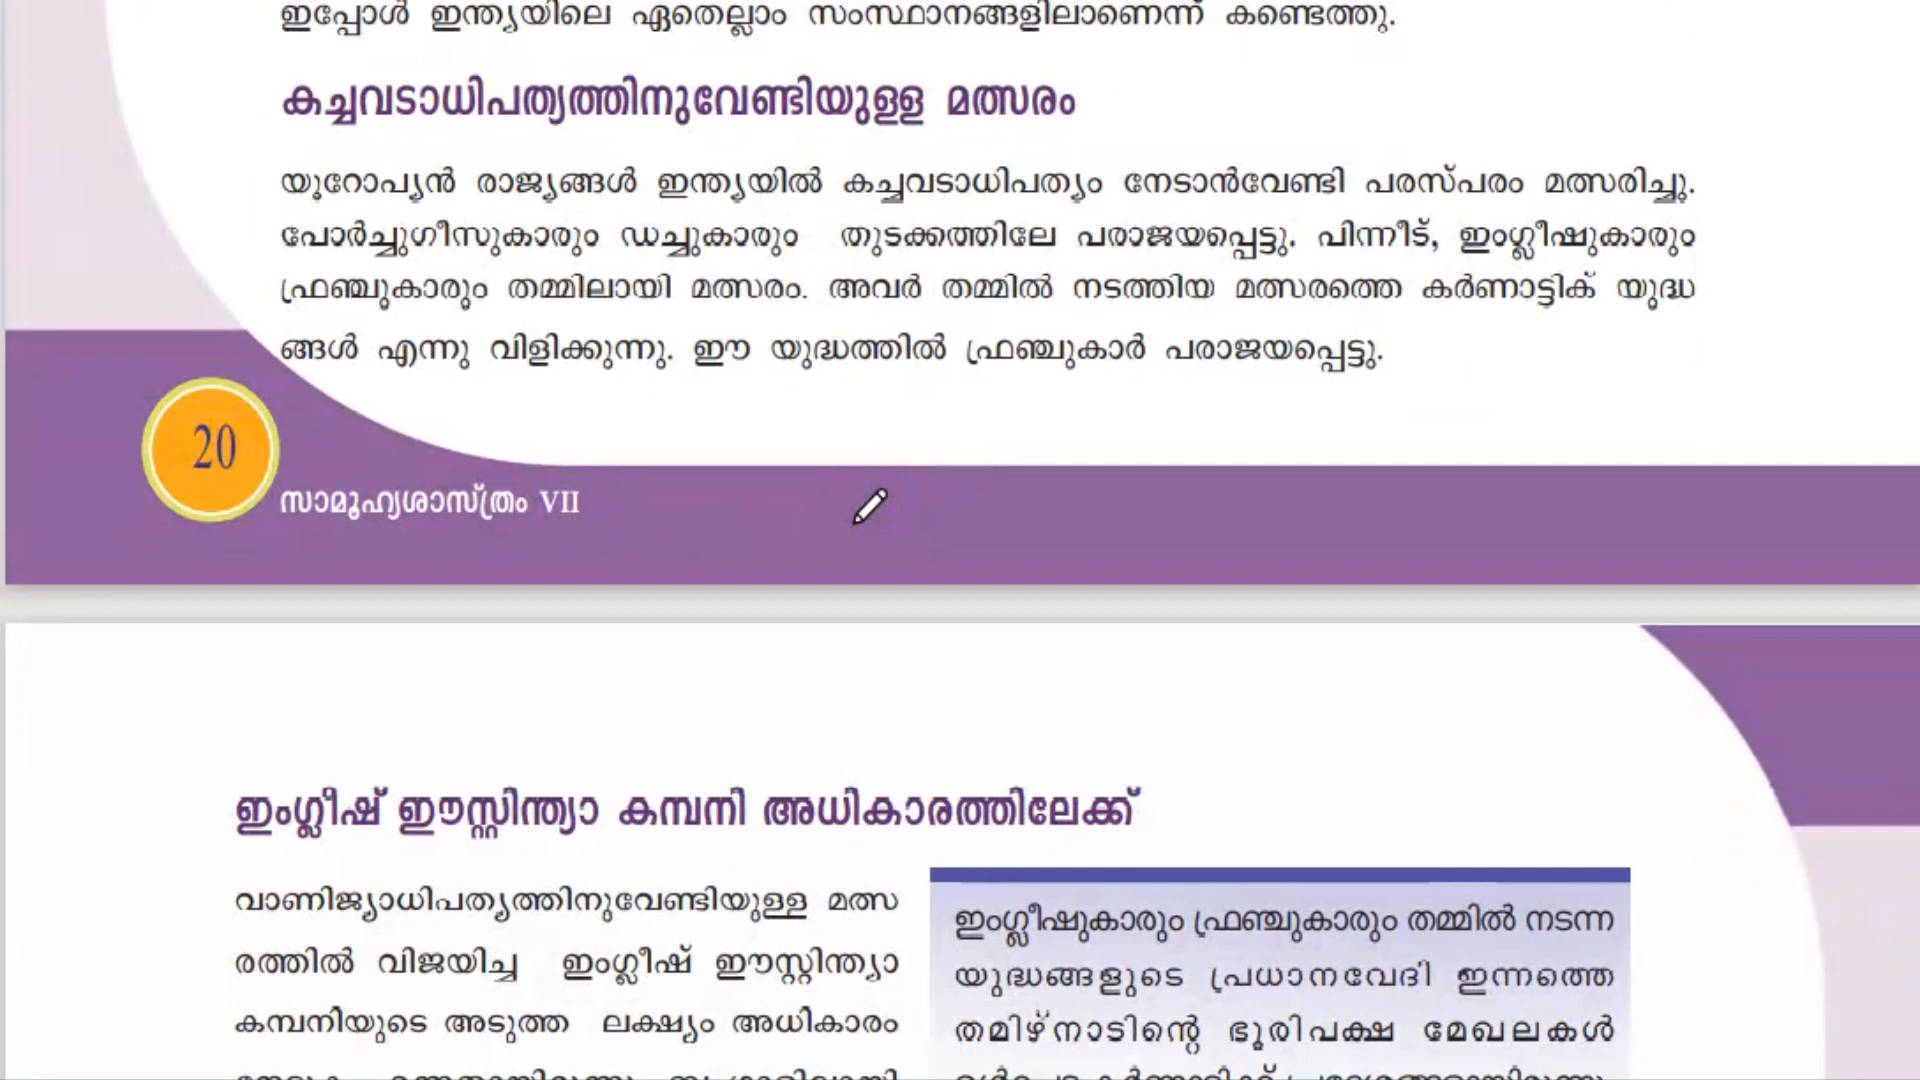 ഇപ്പോൾ ഇന്ത്യയിലെ ഏതെല്ലാം സംസ്ഥാനങ്ങളിലാണെന്ന് കണ്ടെത്തു.
കച്ചവടാധിപത്യത്തിനുവേണ്ടിയുള്ള മത്സരം
യൂറോപ്യൻ രാജ്യങ്ങൾ ഇന്ത്യയിൽ കച്ചവടാധിപത്യം നേടാൻവേണ്ടി പരസ്പരം മത്സരിച്ചു.
പോർച്ചുഗീസുകാരും ഡച്ചുകാരും തുടക്കത്തിലേ പരാജയപ്പെട്ടു. പിന്നീട്, ഇംഗ്ലീഷുകാരും
ഫ്രഞ്ചുകാരും തമ്മിലായി മത്സരം. അവർ തമ്മിൽ നടത്തിയ മത്സരത്തെ കർണാട്ടിക് യുദ്ധ
ങ്ങൾ എന്നു വിളിക്കുന്നു. ഈ യുദ്ധത്തിൽ ഫ്രഞ്ചുകാർ പരാജയപ്പെട്ടു.
20
സാമൂഹ്യശാസ്ത്രം VII
ഇംഗ്ലീഷ് ഈസ്റ്റിന്ത്യാ കമ്പനി അധികാരത്തിലേക്ക്
വാണിജ്യാധിപത്യത്തിനുവേണ്ടിയുള്ള മത്സ
രത്തിൽ വിജയിച്ച ഇംഗ്ലീഷ് ഈസ്റ്റിന്ത്യാ
കമ്പനിയുടെ അടുത്ത ലക്ഷ്യം അധികാരം
ഇംഗ്ലീഷുകാരും ഫ്രഞ്ചുകാരും തമ്മിൽ നടന്ന
യുദ്ധങ്ങളുടെ പ്രധാനവേദി ഇന്നത്തെ
തമിഴ്നാടിന്റെ ഭൂരിപക്ഷ മേഖലകൾ